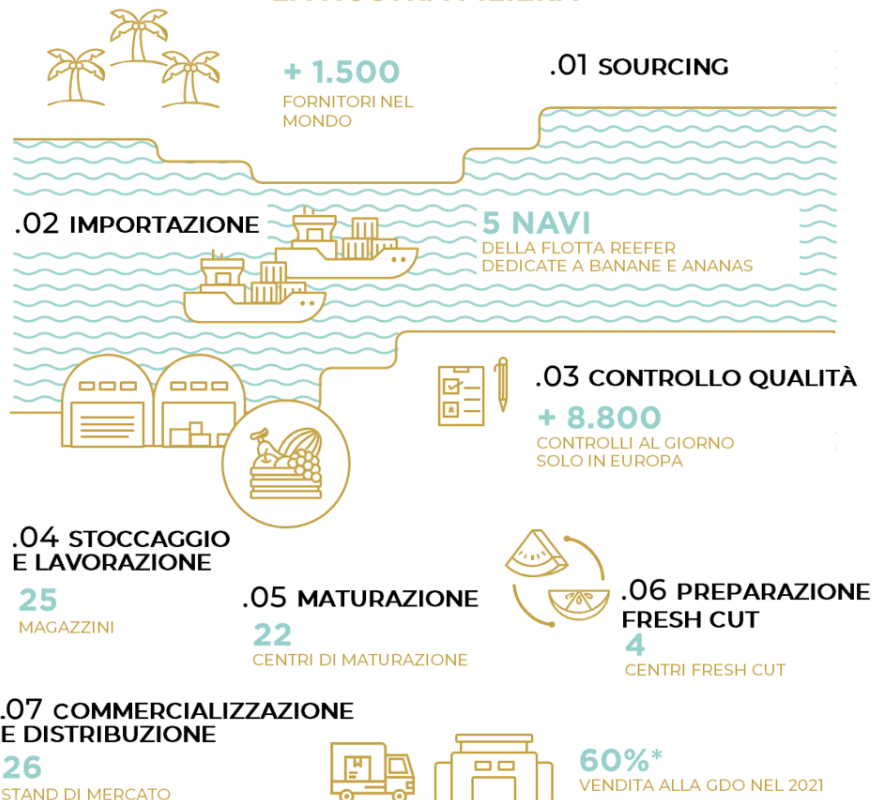 + 1.500
FORNITORI NEL
MONDO
.01 SOURCING
.02 IMPORTAZIONE
5 NAVI
DELLA FLOTTA REEFER
DEDICATE A BANANE E ANANAS
.03 CONTROLLO QUALITÀ
+ 8.800
CONTROLLI AL GIORNO
SOLO IN EUROPA
.04 STOCCAGGIO
E LAVORAZIONE
25
MAGAZZINI
.05 MATURAZIONE
22
CENTRI DI MATURAZIONE
.06 PREPARAZIONE
FRESH CUT
4
CENTRI FRESH CUT
.07 COMMERCIALIZZAZIONE
E DISTRIBUZIONE
26
STAND DI MERCATO
60%*
VENDITA ALLA GDO NEL 2021